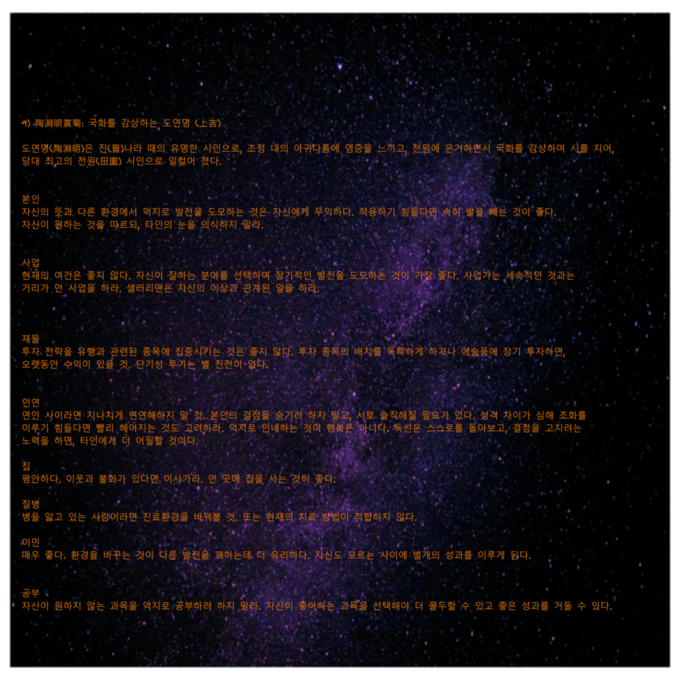 9) 陶淵明賞菊: 국화를 감상하는 도연명 (上吉)
도연명(陶淵明)은 진(晋)나라 때의 유명한 시인으로, 조정 내의 아귀다툼에 염증을 느끼고, 전원에 은거하면서 국화를 감상하며 시를 지어,
당대 최고의 전원(田園) 시인으로 일컬어 졌다.
본인
자신의 뜻과 다른 환경에서 억지로 발전을 도모하는 것은 자신에게 무익하다. 적응하기 힘들다면 속히 발을 빼는 것이 좋다.
자신이 원하는 것을 따르되, 타인의 눈을 의식하지 말라.
사업
현재의 여건은 좋지 않다. 자신이 잘하는 분야를 선택하여 장기적인 발전을 도모하는 것이 가장 좋다. 사업가는 세속적인 것과는
거리가 먼 사업을 하라. 샐러리맨은 자신의 이상과 관계된 일을 하라.
재물
투자 전략을 유행과 관련된 종목에 집중시키는 것은 좋지 않다. 투자 종목의 배치를 독특하게 하거나 예술품에 장기 투자하면,
오랫동안 수익이 있을 것. 단기성 투기는 별 진전이 없다.
인연
연인 사이라면 지나치게 연연해하지 말 것. 본인의 결점을 숨기려 하지 말고, 서로 솔직해질 필요가 있다. 성격 차이가 심해 조화를
이루기 힘들다면 빨리 헤어지는 것도 고려하라. 억지로 인내하는 것이 행복은 아니다. 독신은 스스로를 돌아보고, 결점을 고치려는
노력을 하면, 타인에게 더 어필할 것이다.
집
평안하다. 이웃과 불화가 있다면 이사가라. 먼 곳에 집을 사는 것이 좋다.
질병
병을 앓고 있는 사람이라면 진료환경을 바꿔볼 것. 또는 현재의 치료 방법이 적합하지 않다.
이민
매우 좋다. 환경을 바꾸는 것이 다른 발전을 꾀하는데 더 유리하다. 자신도 모르는 사이에 별개의 성과를 이루게 된다.
공부
자신이 원하지 않는 과목을 억지로 공부하려 하지 말라. 자신이 좋아하는 과목을 선택해야 더 몰두할 수 있고 좋은 성과를 거둘 수 있다.